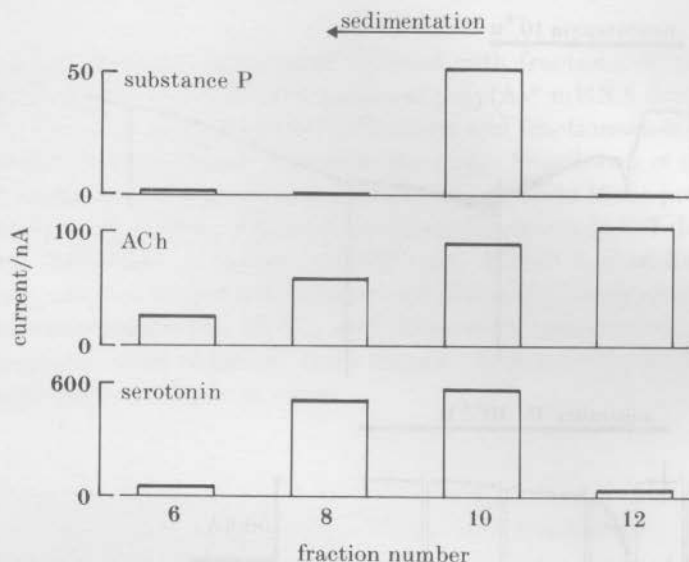 sedimentation
50
substance P
0
100
ACh
0
current/nA
600
serotonin
0
6 8 10 12
fraction number